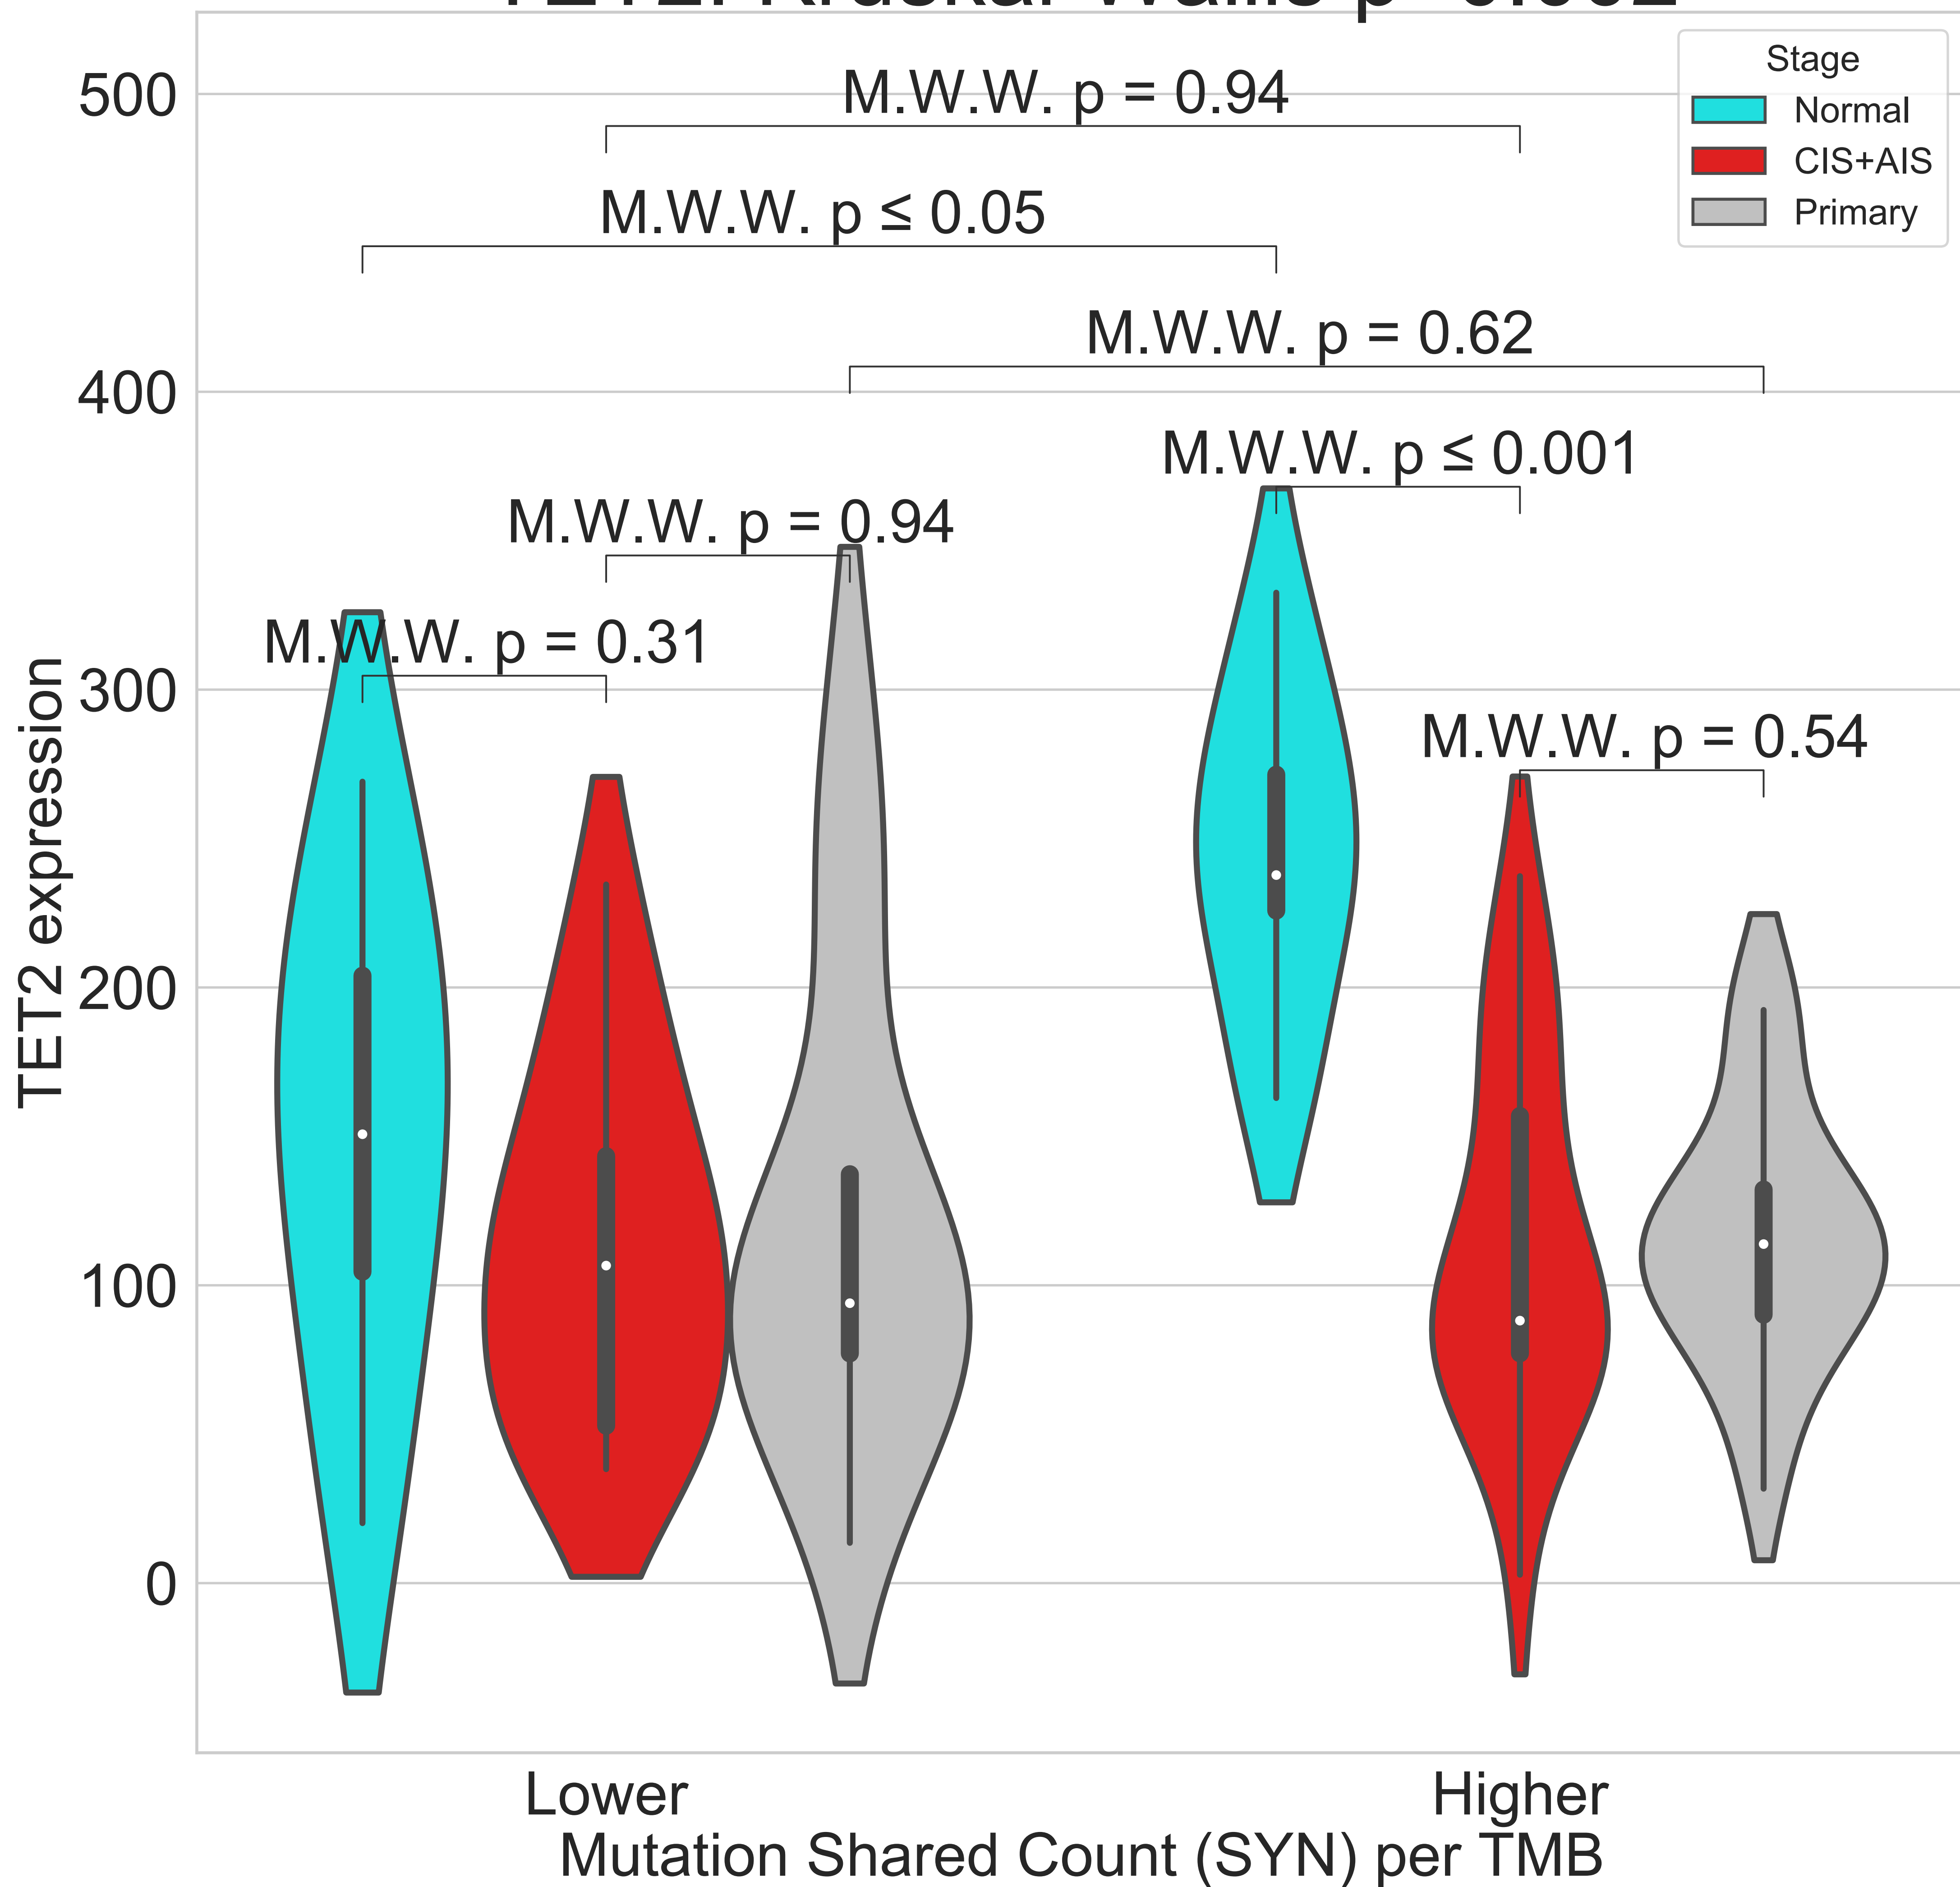 Stage
Normal
CIS+AIS
Primary
M.W.W. p = 0.94
M.W.W. p ≤ 0.05
M.W.W. p = 0.62
M.W.W. p ≤ 0.001
M.W.W. p = 0.94
M.W.W. p = 0.31
M.W.W. p = 0.54
500
400
300
200
100
0
TET2 expression
Lower
Higher
Mutation Shared Count (SYN) per TMB